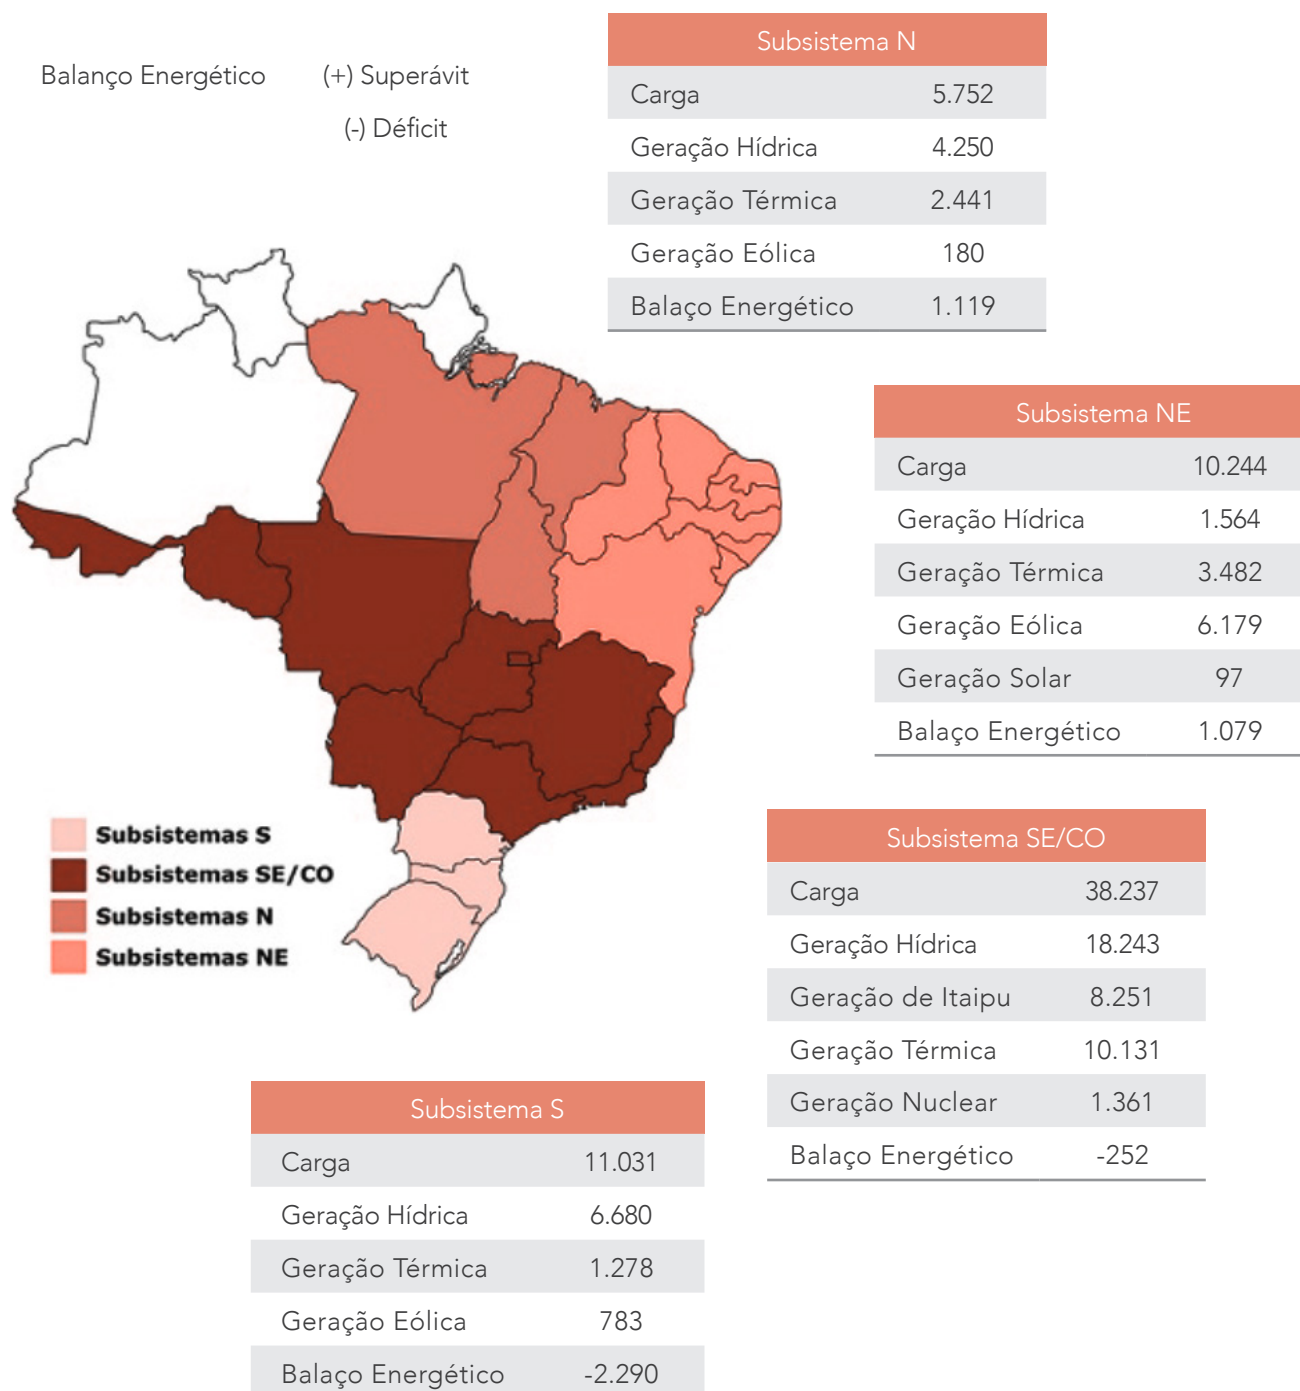 Balanço Energético (+) Superávit
(-) Déficit
Subsistema N
Carga 5.752
Geração Hídrica 4.250
Geração Térmica 2.441
Geração Eólica 180
Balaço Energético 1.119
Subsistema NE
Carga 10.244
Geração Hídrica 1.564
Geração Térmica 3.482
Geração Eólica 6.179
Geração Solar 97
Balaço Energético 1.079
Subsistemas S
Subsistemas SE/CO
Subsistemas N
Subsistemas NE
Subsistema SE/CO
Carga 38.237
Geração Hídrica 18.243
Geração de Itaipu 8.251
Geração Térmica 10.131
Geração Nuclear 1.361
Balaço Energético -252
Subsistema S
Carga 11.031
Geração Hídrica 6.680
Geração Térmica 1.278
Geração Eólica 783
Balaço Energético -2.290